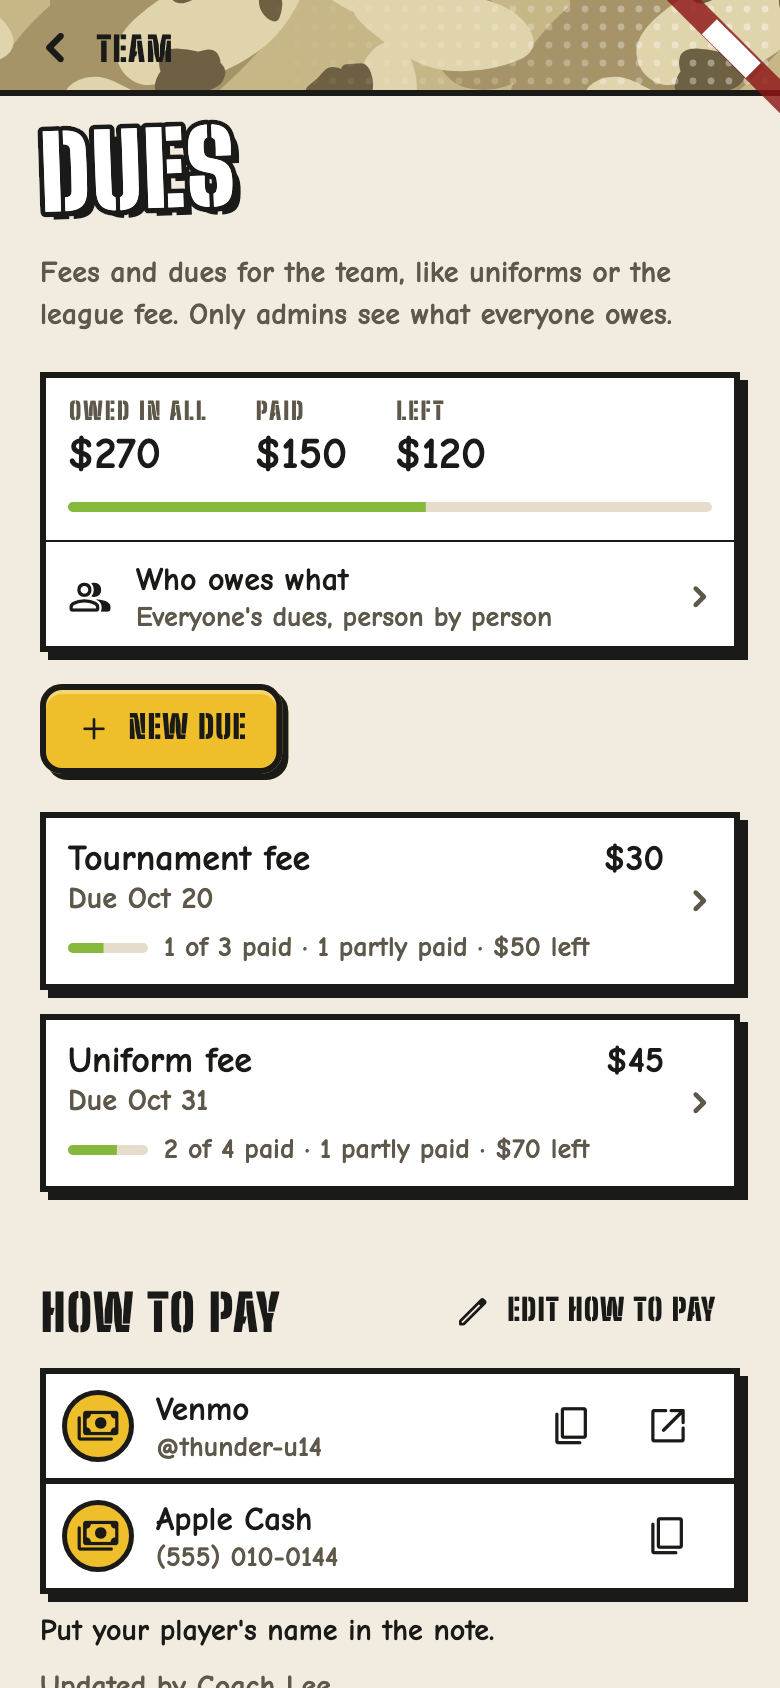 TEAM
DUES
Fees and dues for the team, like uniforms or the
league fee. Only admins see what everyone owes.
OWED IN ALL PAID LEFT
$270 $150 $120
Who owes what
Everyone's dues, person by person
+ NEW DUE
Tournament fee $30
Due Oct 20
1 of 3 paid · 1 partly paid · $50 left
Uniform fee $45
Due Oct 31
2 of 4 paid · 1 partly paid · $70 left
HOW TO PAY EDIT HOW TO PAY
Venmo
@thunder-u14
Apple Cash
(555) 010-0144
Put your player's name in the note.
Updated by Coach Lee